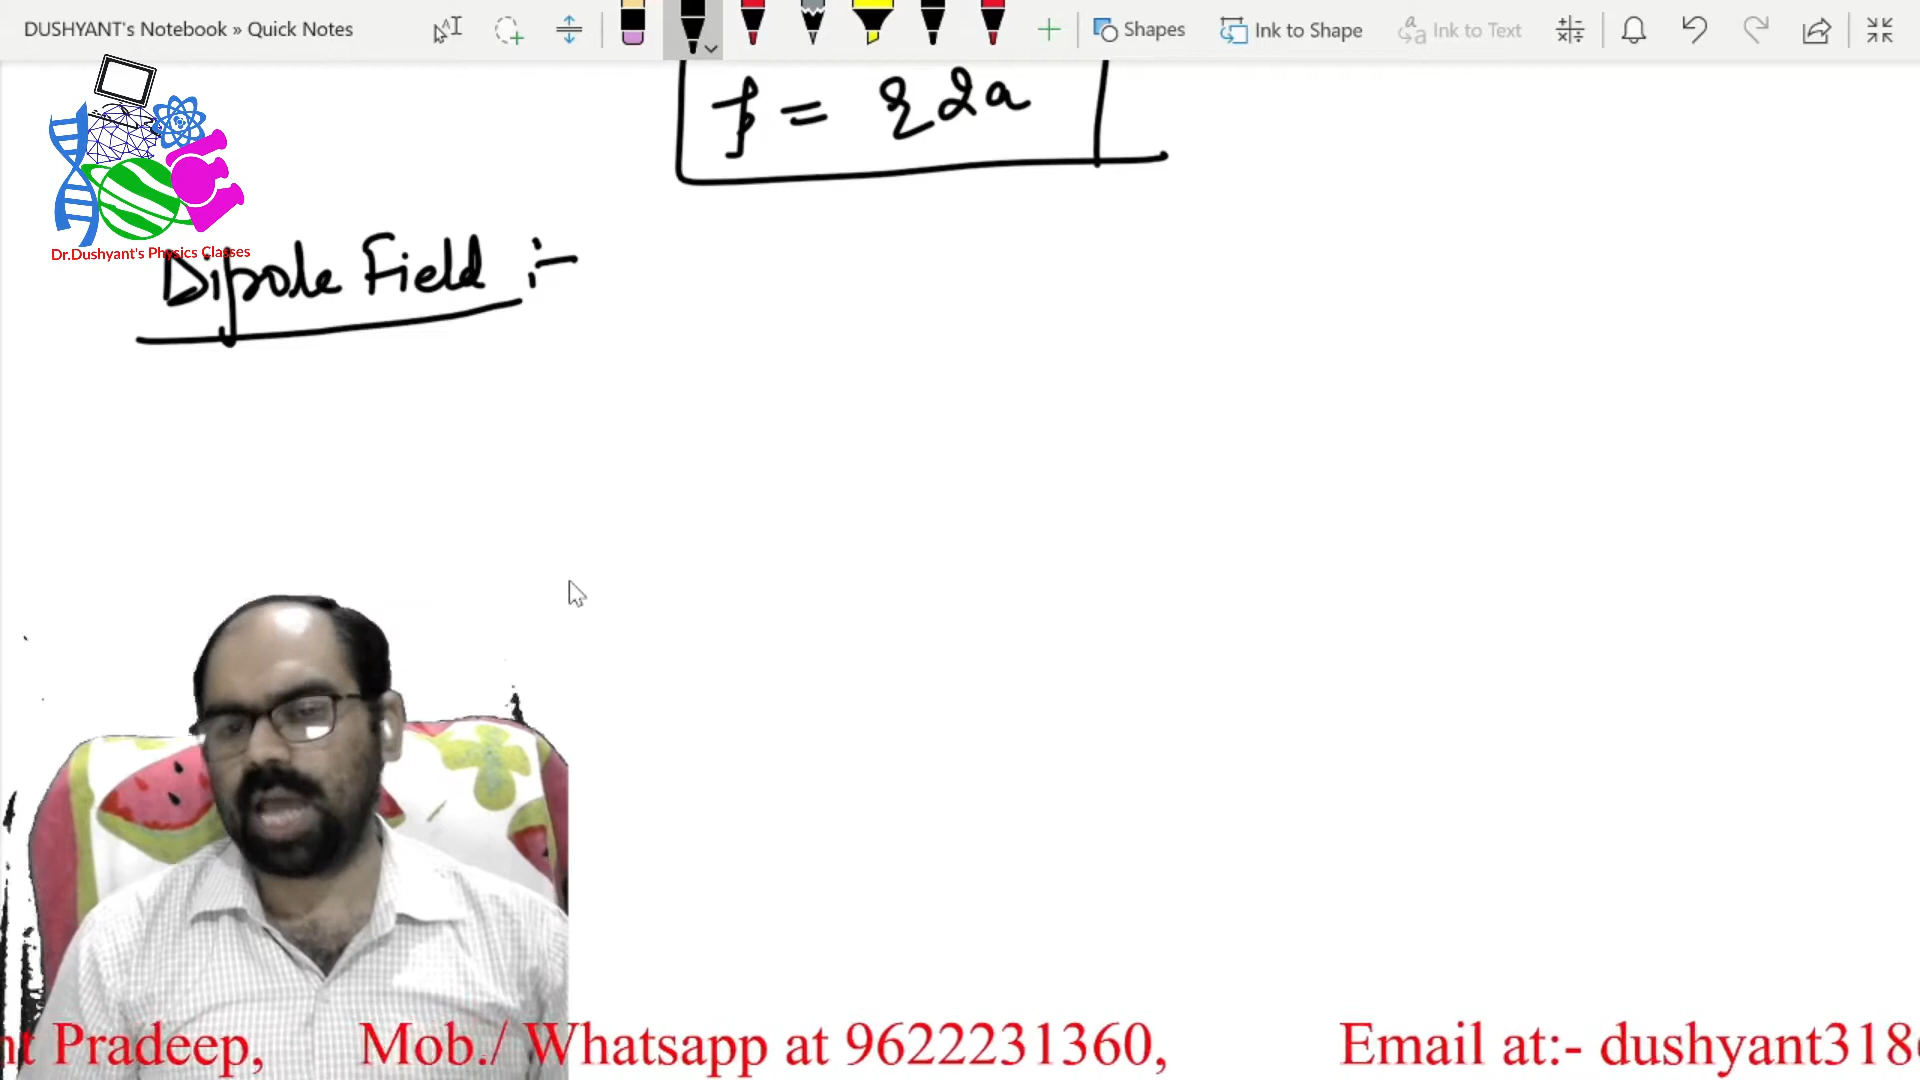 DUSHYANT's Notebook » Quick Notes
Shapes
Ink to Shape
Ink to Text
p = q 2a
Dr.Dushyant's Physics Classes
Dipole Field :-
nt Pradeep, Mob./ Whatsapp at 9622231360, Email at:- dushyant318